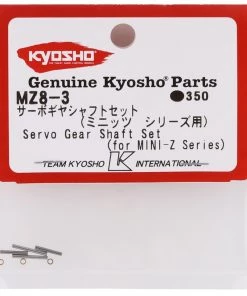 KYOSHO
Genuine Kyosho Parts
MZ8-3 ●350
サーボギヤシャフトセット
(ミニッツ シリーズ用)
Servo Gear Shaft Set
(for MINI-Z Series)
TEAM KYOSHO K INTERNATIONAL